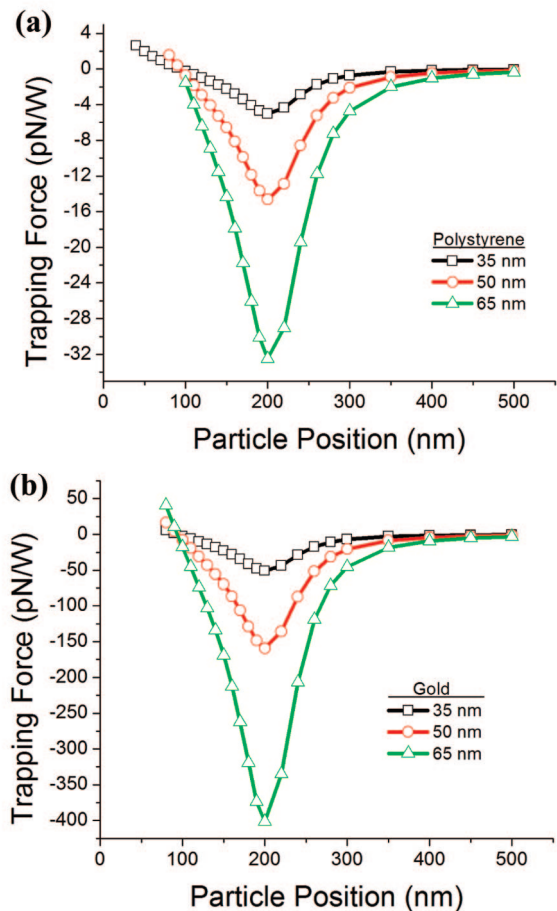 (a)
4
0
-4
-8
-12
-16
-20
-24
-28
-32
Trapping Force (pN/W)
Polystyrene
35 nm
50 nm
65 nm
0 100 200 300 400 500
Particle Position (nm)
(b)
50
0
-50
-100
-150
-200
-250
-300
-350
-400
Trapping Force (pN/W)
Gold
35 nm
50 nm
65 nm
0 100 200 300 400 500
Particle Position (nm)